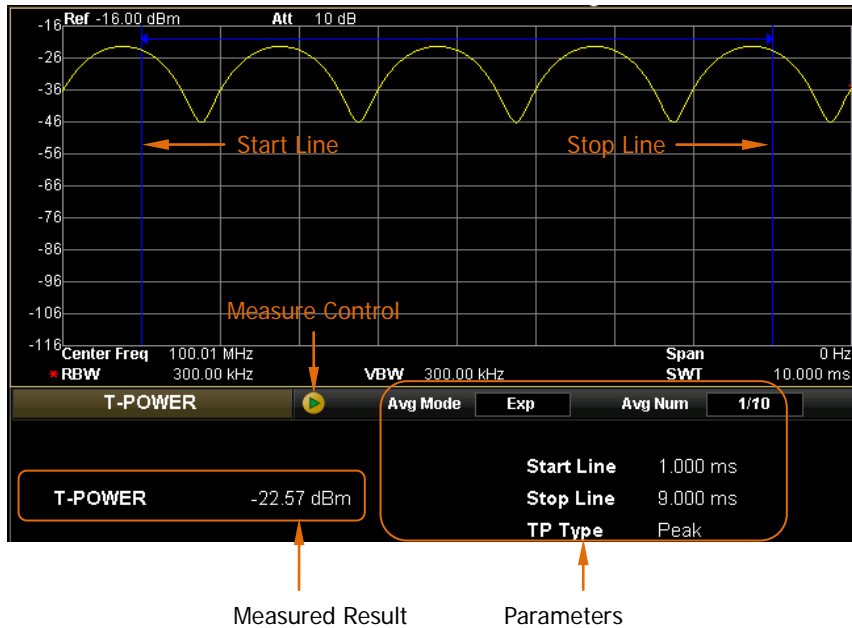 Ref -16.00 dBm Att 10 dB
-16
-26
-36
-46
Start Line Stop Line
-56
-66
-76
-86
-96
-106
Measure Control
-116
Center Freq 100.01 MHz Span 0 Hz
* RBW 300.00 kHz VBW 300.00 kHz SWT 10.000 ms
T-POWER Avg Mode Exp Avg Num 1/10
Start Line 1.000 ms
T-POWER -22.57 dBm Stop Line 9.000 ms
TP Type Peak
Measured Result Parameters